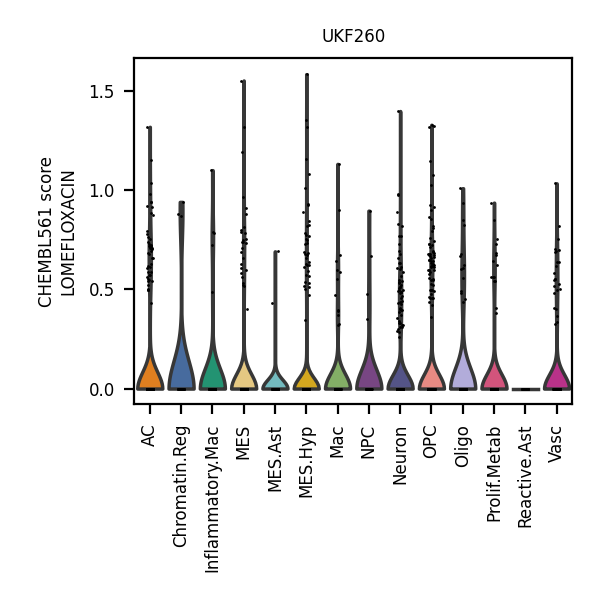 UKF260
CHEMBL561 score
LOMEFLOXACIN
1.5
1.0
0.5
0.0
AC
Chromatin.Reg
Inflammatory.Mac
MES
MES.Ast
MES.Hyp
Mac
NPC
Neuron
OPC
Oligo
Prolif.Metab
Reactive.Ast
Vasc